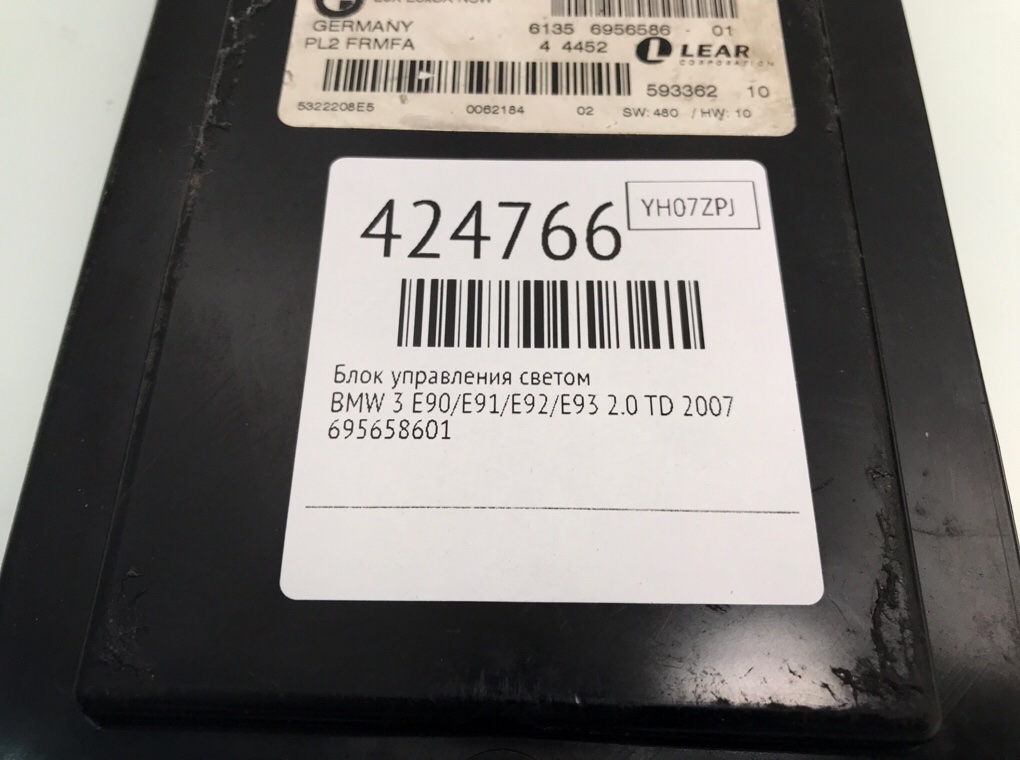 GERMANY 6135 6956586 - 01
PL2 FRMFA 4 4452 LEAR
CORPORATION
593362 10
5322208E5 0062184 02 SW: 480 / HW: 10
424766 YH07ZPJ
Блок управления светом
BMW 3 E90/E91/E92/E93 2.0 TD 2007
695658601